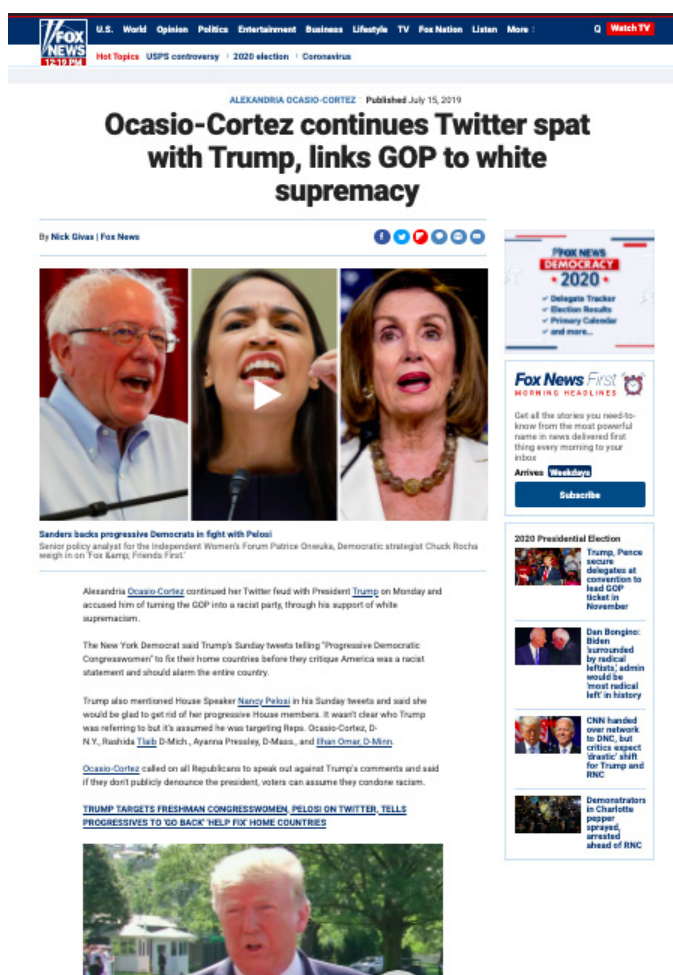 FOX
NEWS
12:19 PM
U.S. World Opinion Politics Entertainment Business Lifestyle TV Fox Nation Listen More
Watch TV
Hot Topics USPS controversy 2020 election Coronavirus
ALEXANDRIA OCASIO-CORTEZ · Published July 15, 2019
Ocasio-Cortez continues Twitter spat
with Trump, links GOP to white
supremacy
By Nick Givas | Fox News
Sanders backs progressive Democrats in fight with Pelosi
Senior policy analyst for the Independent Women's Forum Patrice Onwuka, Democratic strategist Chuck Rocha
weigh in on 'Fox &amp; Friends First.'
Alexandria Ocasio-Cortez continued her Twitter feud with President Trump on Monday and
accused him of turning the GOP into a racist party, through his support of white
supremacism.
The New York Democrat said Trump's Sunday tweets telling "Progressive Democratic
Congresswomen" to fix their home countries before they critique America was a racist
statement and should alarm the entire country.
Trump also mentioned House Speaker Nancy Pelosi in his Sunday tweets and said she
would be glad to get rid of her progressive House members. It wasn't clear who Trump
was referring to but it's assumed he was targeting Reps. Ocasio-Cortez, D-
N.Y., Rashida Tlaib D-Mich., Ayanna Pressley, D-Mass., and Ilhan Omar, D-Minn.
Ocasio-Cortez called on all Republicans to speak out against Trump's comments and said
if they don't publicly denounce the president, voters can assume they condone racism.
TRUMP TARGETS FRESHMAN CONGRESSWOMEN, PELOSI ON TWITTER, TELLS
PROGRESSIVES TO 'GO BACK' 'HELP FIX' HOME COUNTRIES
FOX NEWS
DEMOCRACY
2020
Delegate Tracker
Election Results
Primary Calendar
and more...
Fox News First
MORNING HEADLINES
Get all the stories you need-to-
know from the most powerful
name in news delivered first
thing every morning to your
inbox
Arrives Weekdays
Subscribe
2020 Presidential Election
Trump, Pence
secure
delegates at
convention to
lead GOP
ticket in
November
Dan Bongino:
Biden
'surrounded
by radical
leftists,' admin
would be
'most radical
left' in history
CNN handed
over network
to DNC, but
critics expect
'drastic' shift
for Trump and
RNC
Demonstrators
in Charlotte
pepper
sprayed,
arrested
ahead of RNC